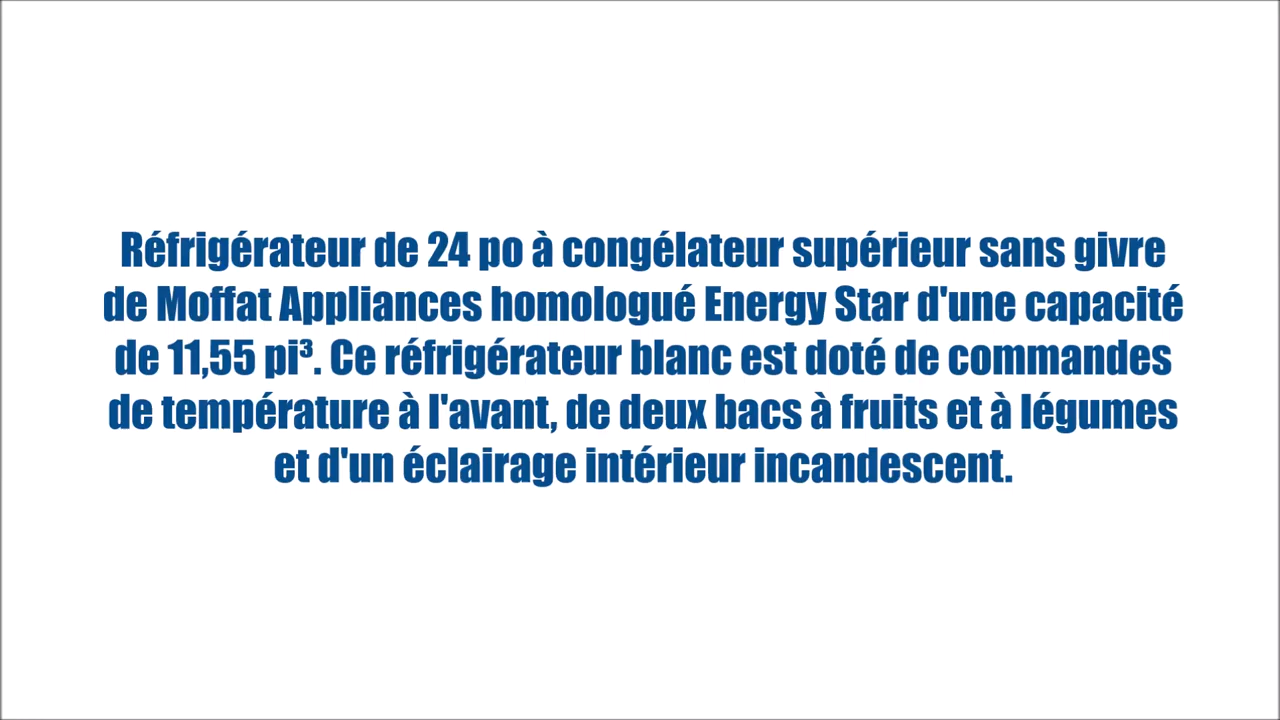 Réfrigérateur de 24 po à congélateur supérieur sans givre
de Moffat Appliances homologué Energy Star d'une capacité
de 11,55 pi³. Ce réfrigérateur blanc est doté de commandes
de température à l'avant, de deux bacs à fruits et à légumes
et d'un éclairage intérieur incandescent.